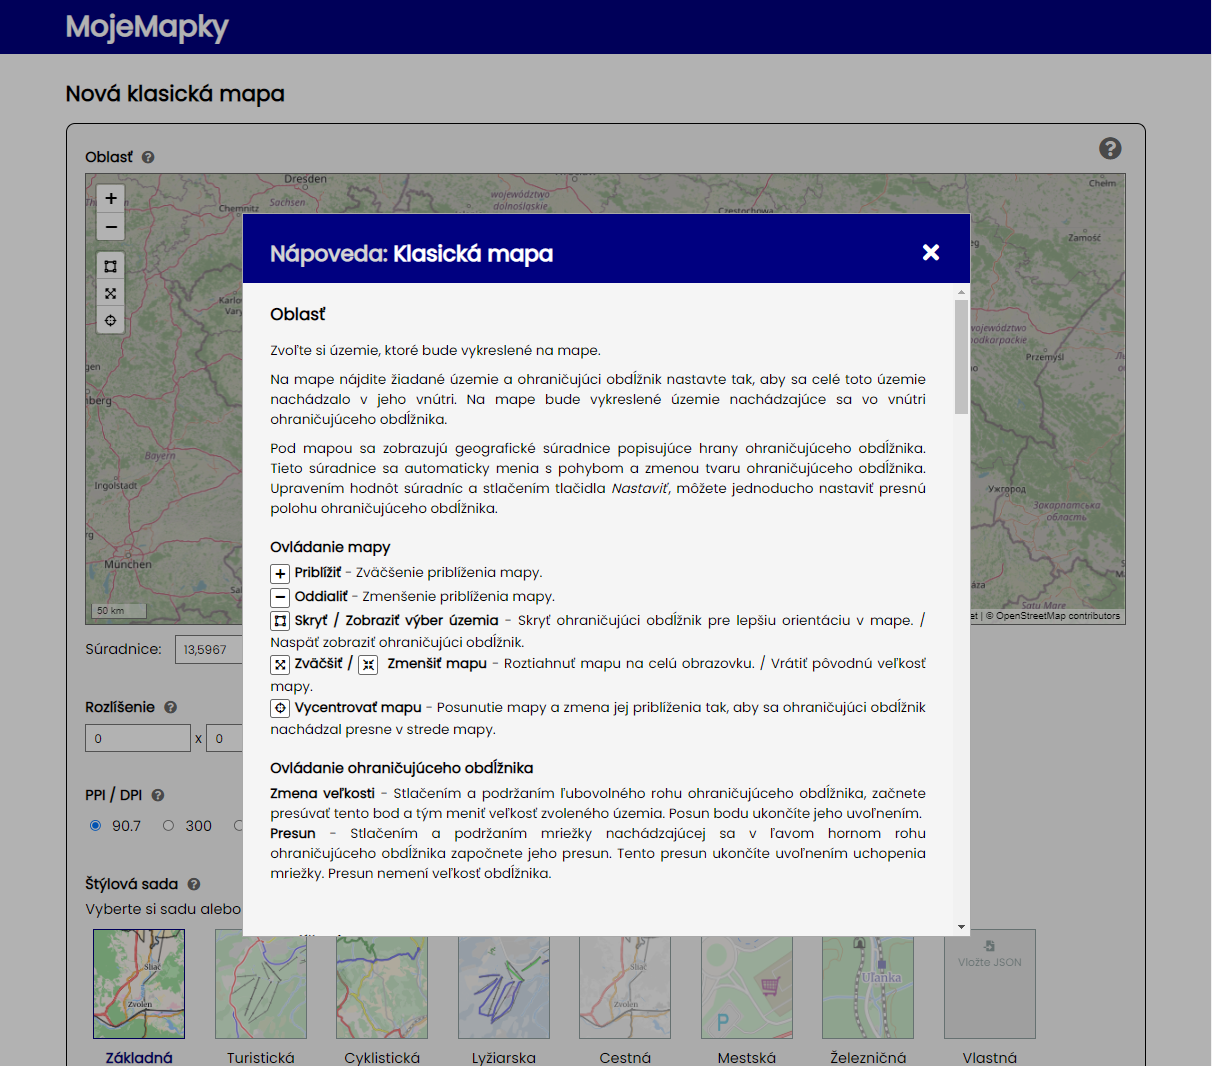 MojeMapky
Nová klasická mapa
Oblasť
Dresden
Chemnitz
Sachsen
województwo
dolnośląskie
Częstochowa
Chełm
Zamość
Nápoveda: Klasická mapa
Oblasť
Zvoľte si územie, ktoré bude vykreslené na mape.
Na mape nájdite žiadané územie a ohraničujúci obdĺžnik nastavte tak, aby sa celé toto územie
nachádzalo v jeho vnútri. Na mape bude vykreslené územie nachádzajúce sa vo vnútri
ohraničujúceho obdĺžnika.
Pod mapou sa zobrazujú geografické súradnice popisujúce hrany ohraničujúceho obdĺžnika.
Tieto súradnice sa automaticky menia s pohybom a zmenou tvaru ohraničujúceho obdĺžnika.
Upravením hodnôt súradníc a stlačením tlačidla Nastaviť, môžete jednoducho nastaviť presnú
polohu ohraničujúceho obdĺžnika.
Ovládanie mapy
Priblížiť - Zväčšenie priblíženia mapy.
Oddialiť - Zmenšenie priblíženia mapy.
Skryť / Zobraziť výber územia - Skryť ohraničujúci obdĺžnik pre lepšiu orientáciu v mape. /
Naspäť zobraziť ohraničujúci obdĺžnik.
Zväčšiť / Zmenšiť mapu - Roztiahnuť mapu na celú obrazovku. / Vrátiť pôvodnú veľkosť
mapy.
Vycentrovať mapu - Posunutie mapy a zmena jej priblíženia tak, aby sa ohraničujúci obdĺžnik
nachádzal presne v strede mapy.
Ovládanie ohraničujúceho obdĺžnika
Zmena veľkosti - Stlačením a podržaním ľubovolného rohu ohraničujúceho obdĺžnika, začnete
presúvať tento bod a tým meniť veľkosť zvoleného územia. Posun bodu ukončíte jeho uvoľnením.
Presun - Stlačením a podržaním mriežky nachádzajúcej sa v ľavom hornom rohu
ohraničujúceho obdĺžnika započnete jeho presun. Tento presun ukončíte uvoľnením uchopenia
mriežky. Presun nemení veľkosť obdĺžnika.
Przemyśl
Bayern
Ingolstadt
München
Ужгород
Закарпатська
область
Satu Mare
50 km
© OpenStreetMap contributors
Súradnice: 13,5967
Rozlíšenie
0 x 0
PPI / DPI
90.7 300
Štýlová sada
Vyberte si sadu alebo
Sliač
Zvolen
Sliač
Zvolen
P
Uľanka
Vložte JSON
Základná Turistická Cyklistická Lyžiarska Cestná Mestská Železničná Vlastná